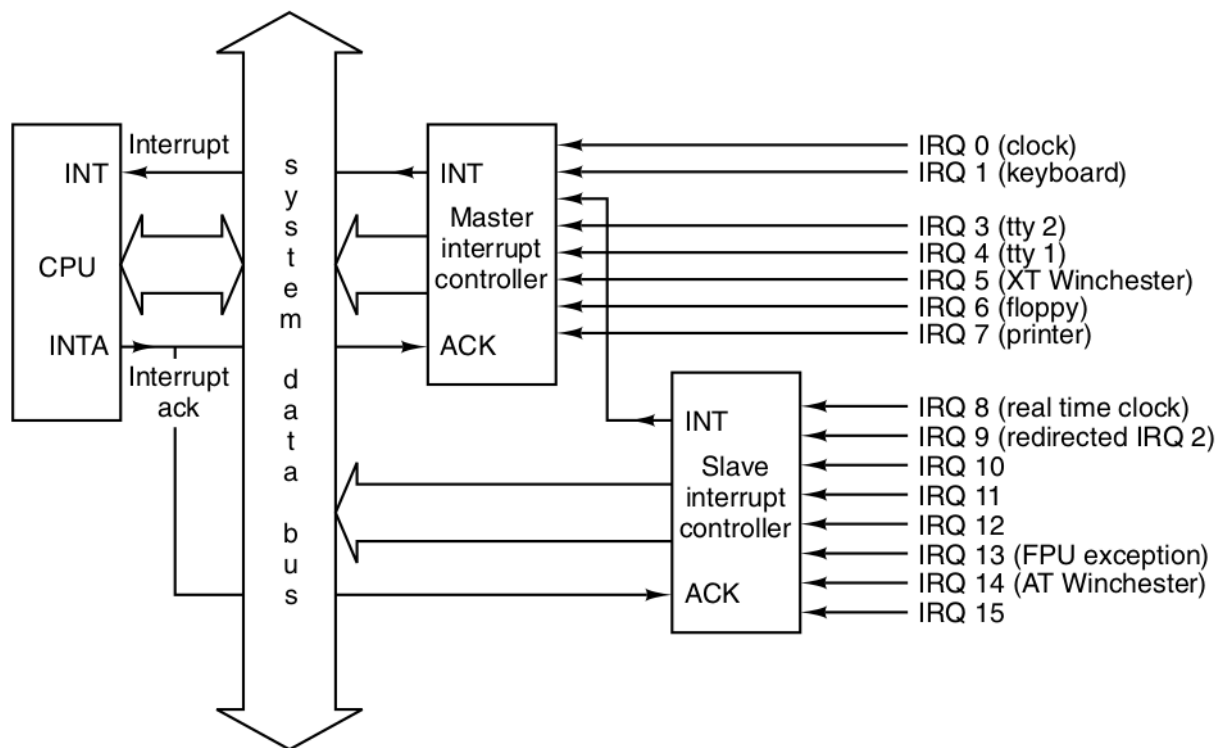 Interrupt
INT
CPU
INTA
Interrupt
ack
system data bus
INT
Master
interrupt
controller
ACK
IRQ 0 (clock)
IRQ 1 (keyboard)
IRQ 3 (tty 2)
IRQ 4 (tty 1)
IRQ 5 (XT Winchester)
IRQ 6 (floppy)
IRQ 7 (printer)
INT
Slave
interrupt
controller
ACK
IRQ 8 (real time clock)
IRQ 9 (redirected IRQ 2)
IRQ 10
IRQ 11
IRQ 12
IRQ 13 (FPU exception)
IRQ 14 (AT Winchester)
IRQ 15